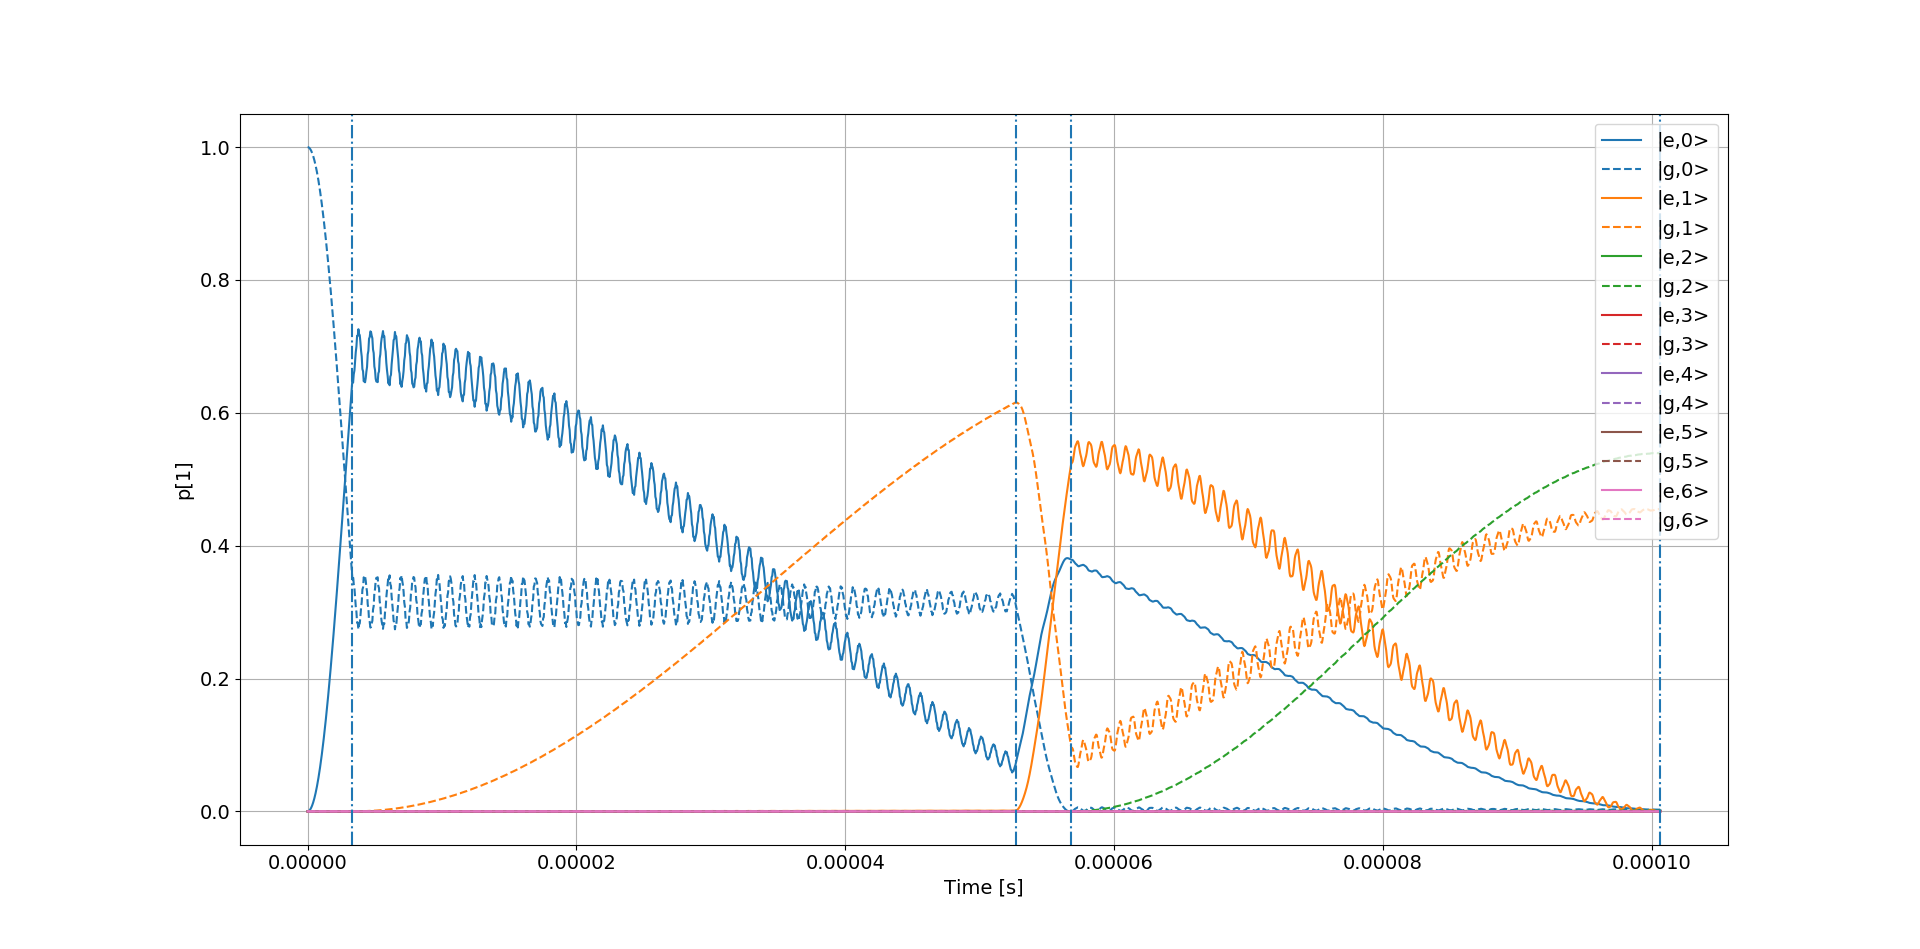 1.0
0.8
0.6
0.4
0.2
0.0
p[1]
0.00000
0.00002
0.00004
0.00006
0.00008
0.00010
Time [s]
|e,0>
|g,0>
|e,1>
|g,1>
|e,2>
|g,2>
|e,3>
|g,3>
|e,4>
|g,4>
|e,5>
|g,5>
|e,6>
|g,6>